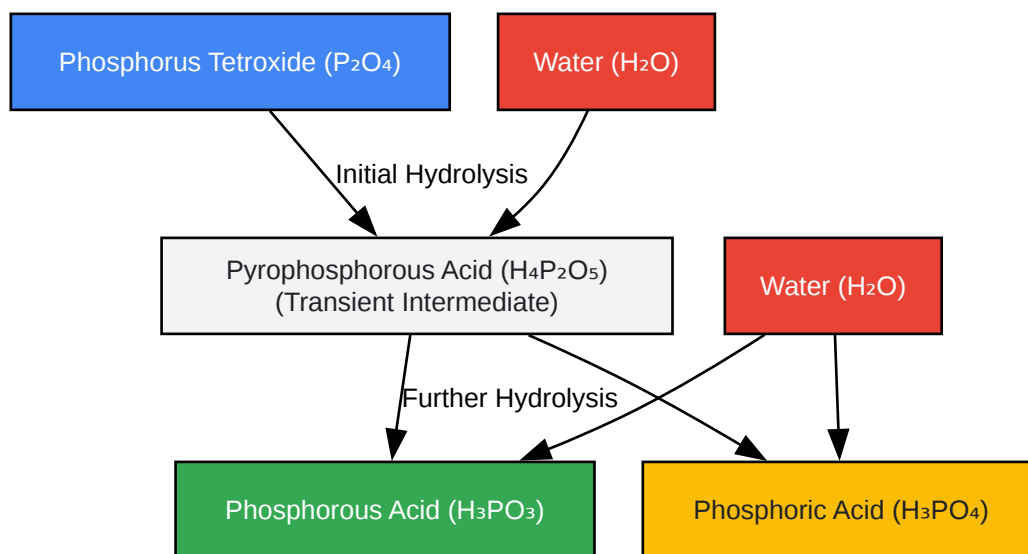 Phosphorus Tetroxide (P₂O₄)
Water (H₂O)
Initial Hydrolysis
Pyrophosphorous Acid (H₄P₂O₅)
(Transient Intermediate)
Water (H₂O)
Further Hydrolysis
Phosphorous Acid (H₃PO₃)
Phosphoric Acid (H₃PO₄)